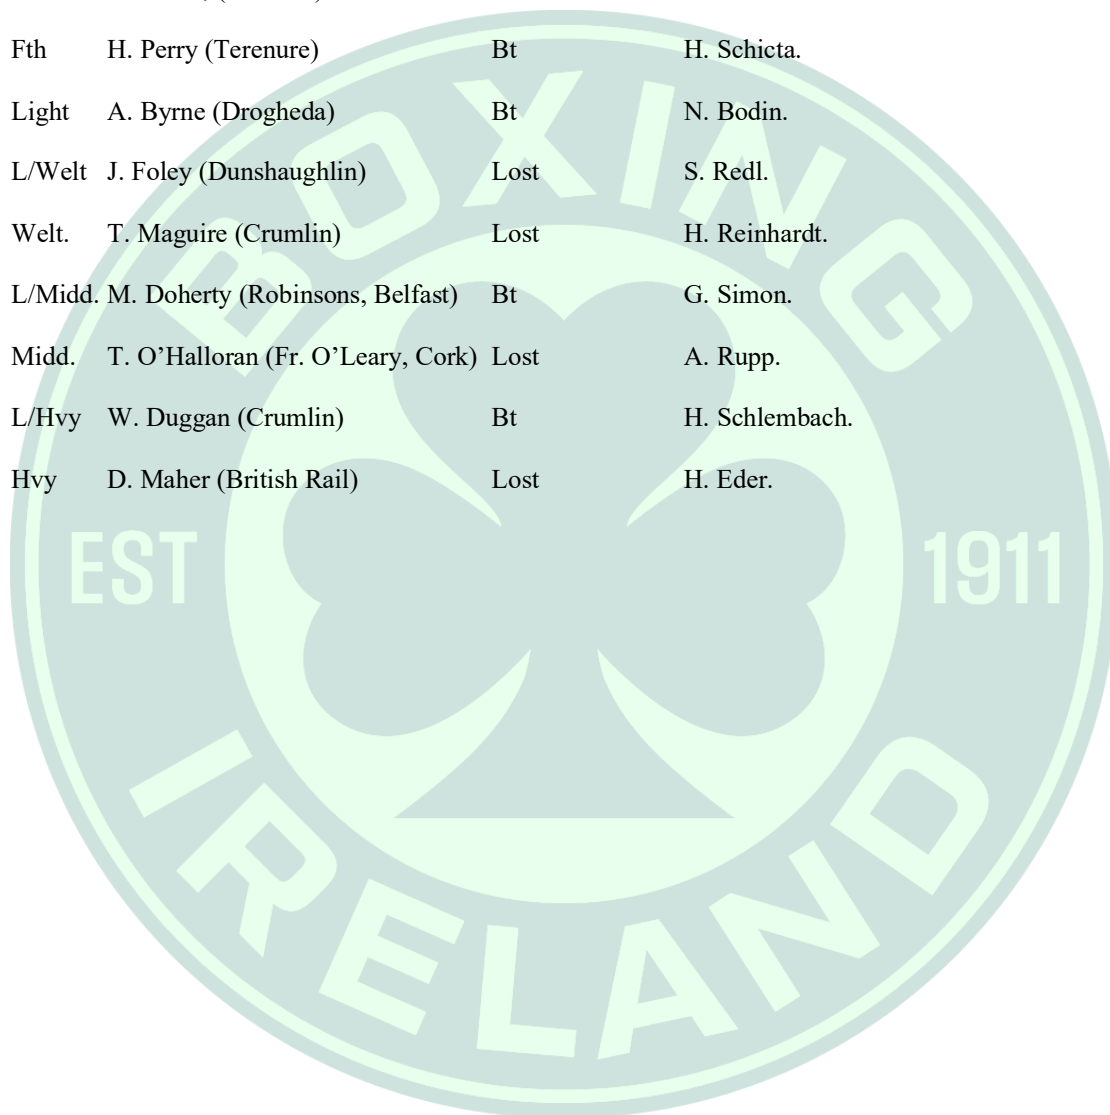 Fth H. Perry (Terenure) Bt H. Schicta.
Light A. Byrne (Drogheda) Bt N. Bodin.
L/Welt J. Foley (Dunshaughlin) Lost S. Redl.
Welt. T. Maguire (Crumlin) Lost H. Reinhardt.
L/Midd. M. Doherty (Robinsons, Belfast) Bt G. Simon.
Midd. T. O’Halloran (Fr. O’Leary, Cork) Lost A. Rupp.
L/Hvy W. Duggan (Crumlin) Bt H. Schlembach.
Hvy D. Maher (British Rail) Lost H. Eder.
BOXING
EST 1911
IRELAND